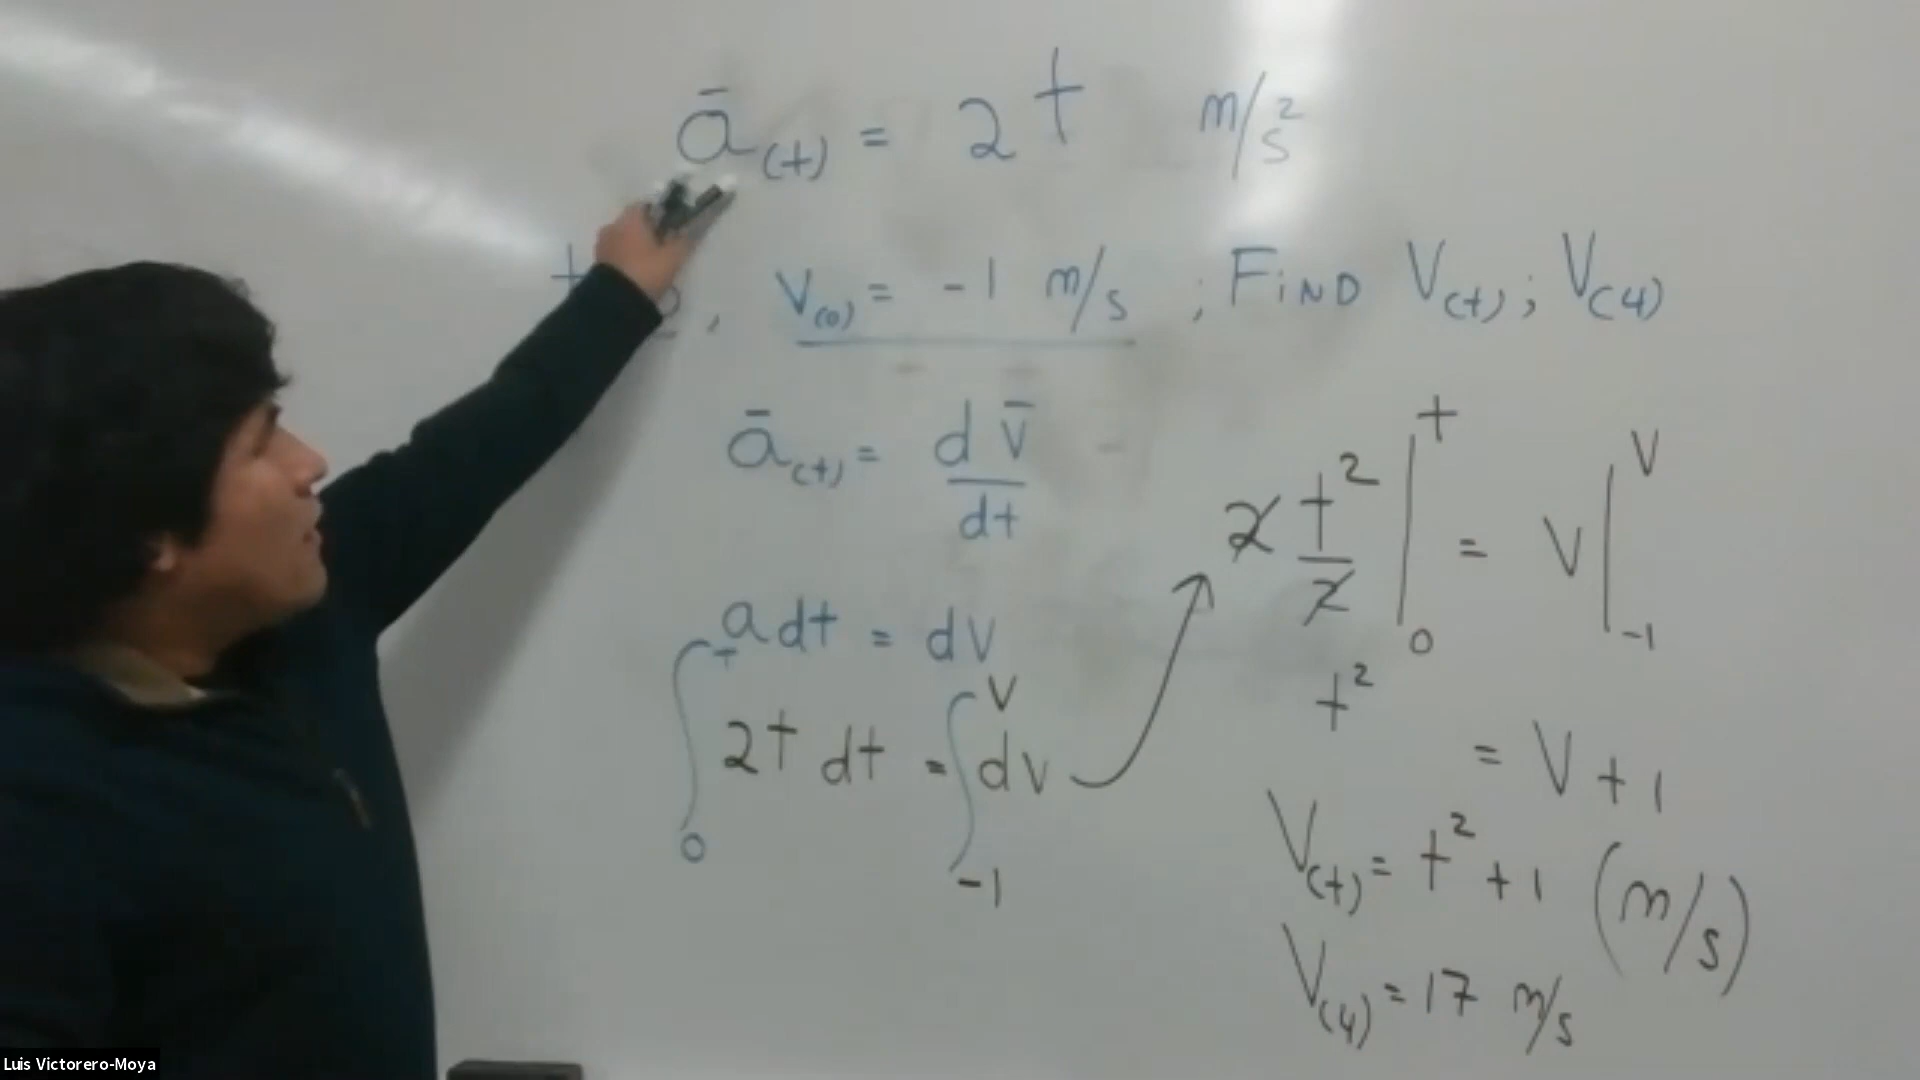 ā(t) = 2t m/s²
, V(0) = -1 m/s ; FIND V(t) ; V(4)
ā(t) = dv̄/dt
a dt = dv
∫₀ᵗ 2t dt = ∫₋₁ⱽ dv
2 t²/2 |₀ᵗ = V |₋₁ⱽ
t² = V + 1
V(t) = t² + 1 (m/s)
V(4) = 17 m/s
Luis Victorero-Moya